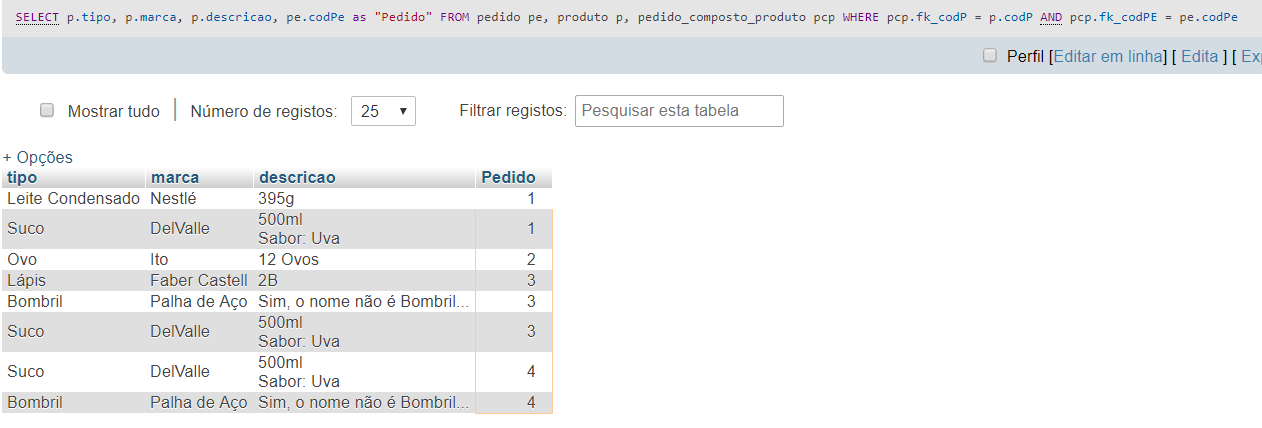 SELECT p.tipo, p.marca, p.descricao, pe.codPe as "Pedido" FROM pedido pe, produto p, pedido_composto_produto pcp WHERE pcp.fk_codP = p.codP AND pcp.fk_codPE = pe.codPe
Perfil [Editar em linha] [ Edita ] [ Ex
Mostrar tudo Número de registos: 25 Filtrar registos: Pesquisar esta tabela
+ Opções
tipo marca descricao Pedido
Leite Condensado Nestlé 395g 1
Suco DelValle 500ml 1
Sabor: Uva
Ovo Ito 12 Ovos 2
Lápis Faber Castell 2B 3
Bombril Palha de Aço Sim, o nome não é Bombril... 3
Suco DelValle 500ml 3
Sabor: Uva
Suco DelValle 500ml 4
Sabor: Uva
Bombril Palha de Aço Sim, o nome não é Bombril... 4